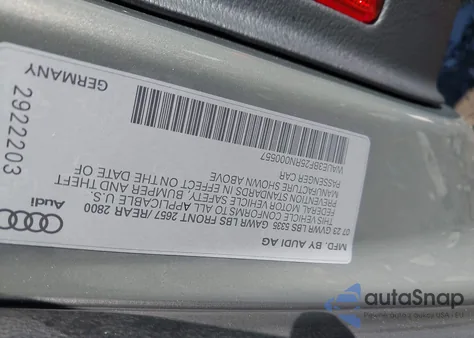 Audi
MFD. BY AUDI AG
07 23 GVWR LBS 5335 GAWR LBS FRONT 2657 /REAR 2800
THIS VEHICLE CONFORMS TO ALL APPLICABLE U.S.
FEDERAL MOTOR VEHICLE SAFETY, BUMPER AND THEFT
PREVENTION STANDARDS IN EFFECT ON THE DATE OF
MANUFACTURE SHOWN ABOVE
PASSENGER CAR
WAUE3BF25RN000557
2922203
GERMANY
autoSnap